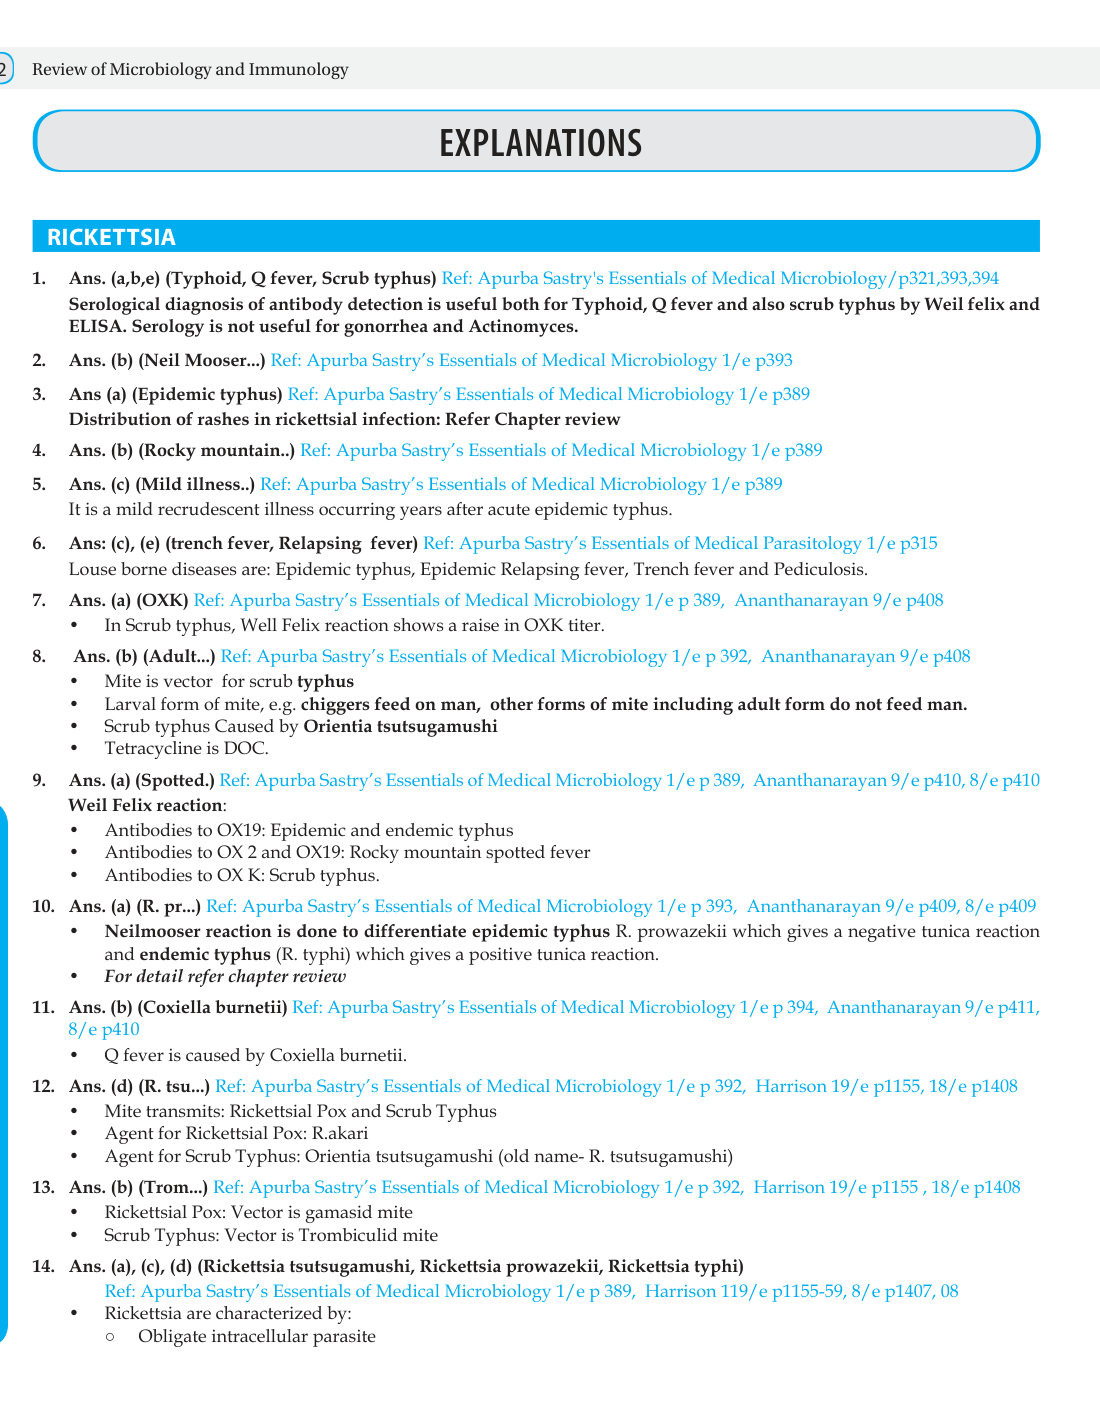 2 Review of Microbiology and Immunology
EXPLANATIONS
RICKETTSIA
1. Ans. (a,b,e) (Typhoid, Q fever, Scrub typhus) Ref: Apurba Sastry's Essentials of Medical Microbiology/p321,393,394
Serological diagnosis of antibody detection is useful both for Typhoid, Q fever and also scrub typhus by Weil felix and
ELISA. Serology is not useful for gonorrhea and Actinomyces.
2. Ans. (b) (Neil Mooser...) Ref: Apurba Sastry’s Essentials of Medical Microbiology 1/e p393
3. Ans (a) (Epidemic typhus) Ref: Apurba Sastry’s Essentials of Medical Microbiology 1/e p389
Distribution of rashes in rickettsial infection: Refer Chapter review
4. Ans. (b) (Rocky mountain..) Ref: Apurba Sastry’s Essentials of Medical Microbiology 1/e p389
5. Ans. (c) (Mild illness..) Ref: Apurba Sastry’s Essentials of Medical Microbiology 1/e p389
It is a mild recrudescent illness occurring years after acute epidemic typhus.
6. Ans: (c), (e) (trench fever, Relapsing fever) Ref: Apurba Sastry’s Essentials of Medical Parasitology 1/e p315
Louse borne diseases are: Epidemic typhus, Epidemic Relapsing fever, Trench fever and Pediculosis.
7. Ans. (a) (OXK) Ref: Apurba Sastry’s Essentials of Medical Microbiology 1/e p 389, Ananthanarayan 9/e p408
• In Scrub typhus, Well Felix reaction shows a raise in OXK titer.
8. Ans. (b) (Adult...) Ref: Apurba Sastry’s Essentials of Medical Microbiology 1/e p 392, Ananthanarayan 9/e p408
• Mite is vector for scrub typhus
• Larval form of mite, e.g. chiggers feed on man, other forms of mite including adult form do not feed man.
• Scrub typhus Caused by Orientia tsutsugamushi
• Tetracycline is DOC.
9. Ans. (a) (Spotted.) Ref: Apurba Sastry’s Essentials of Medical Microbiology 1/e p 389, Ananthanarayan 9/e p410, 8/e p410
Weil Felix reaction:
• Antibodies to OX19: Epidemic and endemic typhus
• Antibodies to OX 2 and OX19: Rocky mountain spotted fever
• Antibodies to OX K: Scrub typhus.
10. Ans. (a) (R. pr...) Ref: Apurba Sastry’s Essentials of Medical Microbiology 1/e p 393, Ananthanarayan 9/e p409, 8/e p409
• Neilmooser reaction is done to differentiate epidemic typhus R. prowazekii which gives a negative tunica reaction
and endemic typhus (R. typhi) which gives a positive tunica reaction.
• For detail refer chapter review
11. Ans. (b) (Coxiella burnetii) Ref: Apurba Sastry’s Essentials of Medical Microbiology 1/e p 394, Ananthanarayan 9/e p411,
8/e p410
• Q fever is caused by Coxiella burnetii.
12. Ans. (d) (R. tsu...) Ref: Apurba Sastry’s Essentials of Medical Microbiology 1/e p 392, Harrison 19/e p1155, 18/e p1408
• Mite transmits: Rickettsial Pox and Scrub Typhus
• Agent for Rickettsial Pox: R.akari
• Agent for Scrub Typhus: Orientia tsutsugamushi (old name- R. tsutsugamushi)
13. Ans. (b) (Trom...) Ref: Apurba Sastry’s Essentials of Medical Microbiology 1/e p 392, Harrison 19/e p1155 , 18/e p1408
• Rickettsial Pox: Vector is gamasid mite
• Scrub Typhus: Vector is Trombiculid mite
14. Ans. (a), (c), (d) (Rickettsia tsutsugamushi, Rickettsia prowazekii, Rickettsia typhi)
Ref: Apurba Sastry’s Essentials of Medical Microbiology 1/e p 389, Harrison 119/e p1155-59, 8/e p1407, 08
• Rickettsia are characterized by:
○ Obligate intracellular parasite